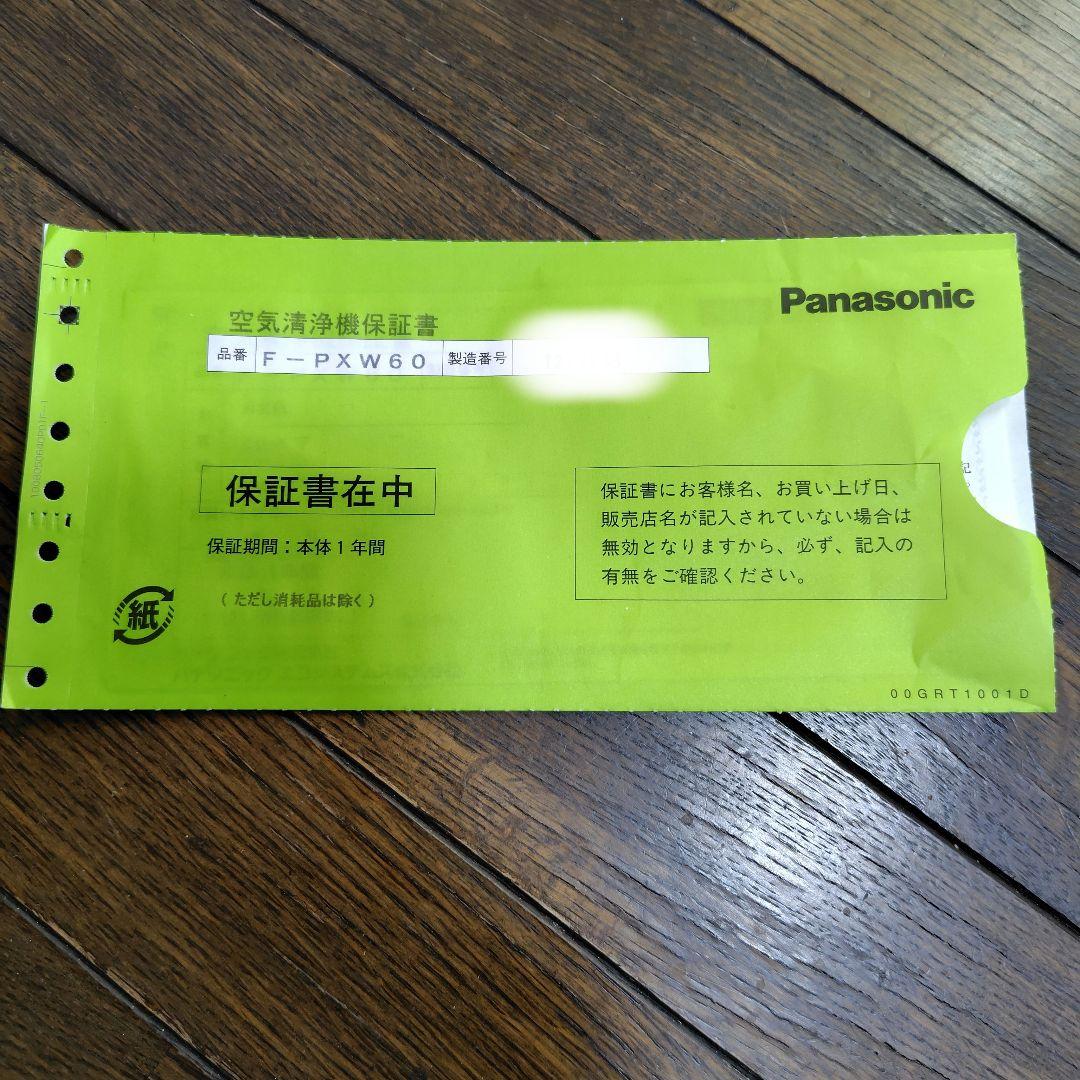 Panasonic
空気清浄機保証書
品番 F－PXW60 製造番号
保証書在中
保証期間：本体1年間
（ただし消耗品は除く）
保証書にお客様名、お買い上げ日、
販売店名が記入されていない場合は
無効となりますから、必ず、記入の
有無をご確認ください。
紙
00GRT1001D